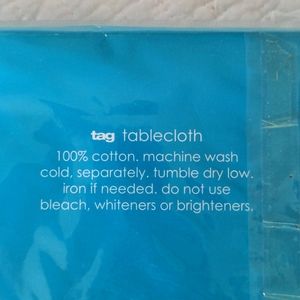 tag tablecloth
100% cotton. machine wash
cold, separately. tumble dry low.
iron if needed. do not use
bleach, whiteners or brighteners.